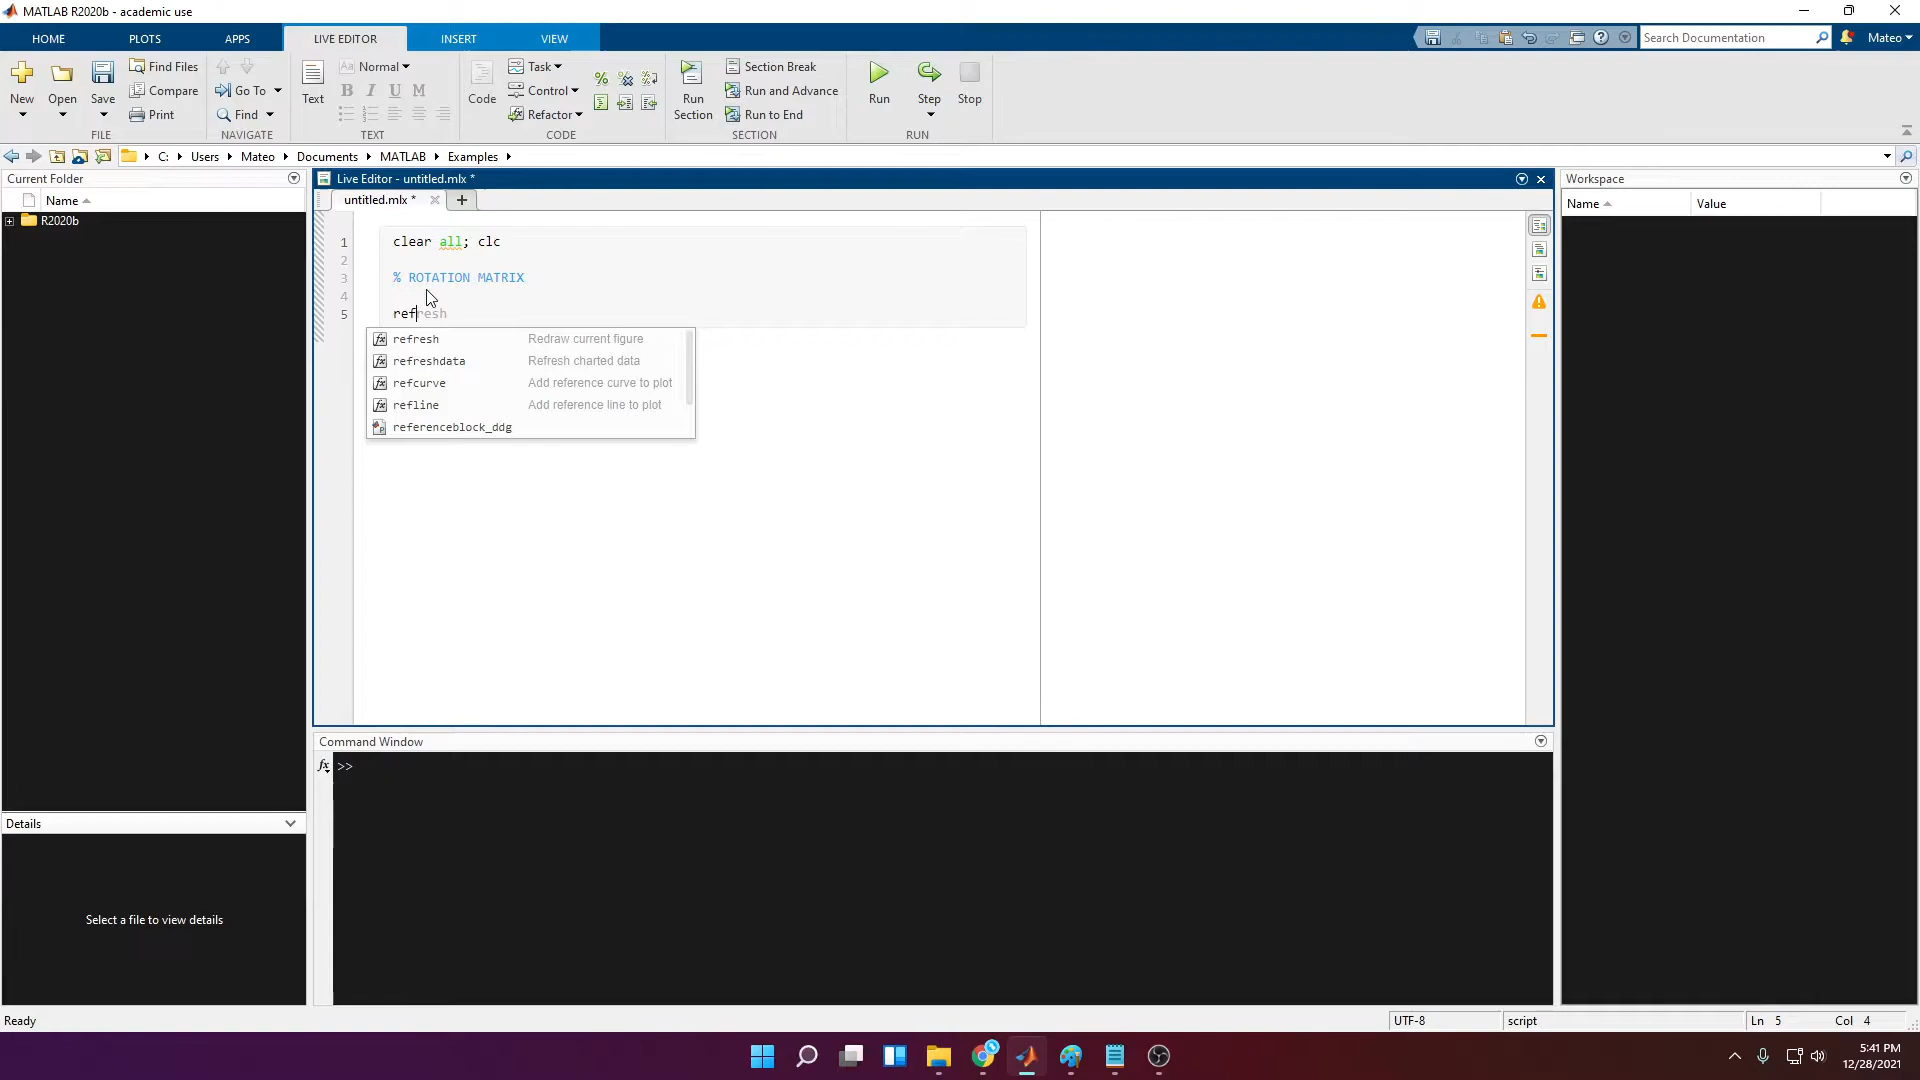 MATLAB R2020b - academic use
HOME PLOTS APPS LIVE EDITOR INSERT VIEW
Search Documentation
Mateo
New Open Save
Find Files
Compare
Print
FILE
Go To
Find
NAVIGATE
Text
Normal
B I U M
TEXT
Code
Task
Control
Refactor
CODE
Run Section
Section Break
Run and Advance
Run to End
SECTION
Run Step Stop
RUN
C: Users Mateo Documents MATLAB Examples
Current Folder
Name
R2020b
Live Editor - untitled.mlx *
untitled.mlx *
1 clear all; clc
2
3 % ROTATION MATRIX
4
5 refresh
refresh Redraw current figure
refreshdata Refresh charted data
refcurve Add reference curve to plot
refline Add reference line to plot
referenceblock_ddg
Workspace
Name Value
Command Window
fx >>
Details
Select a file to view details
Ready
UTF-8 script Ln 5 Col 4
5:41 PM
12/28/2021